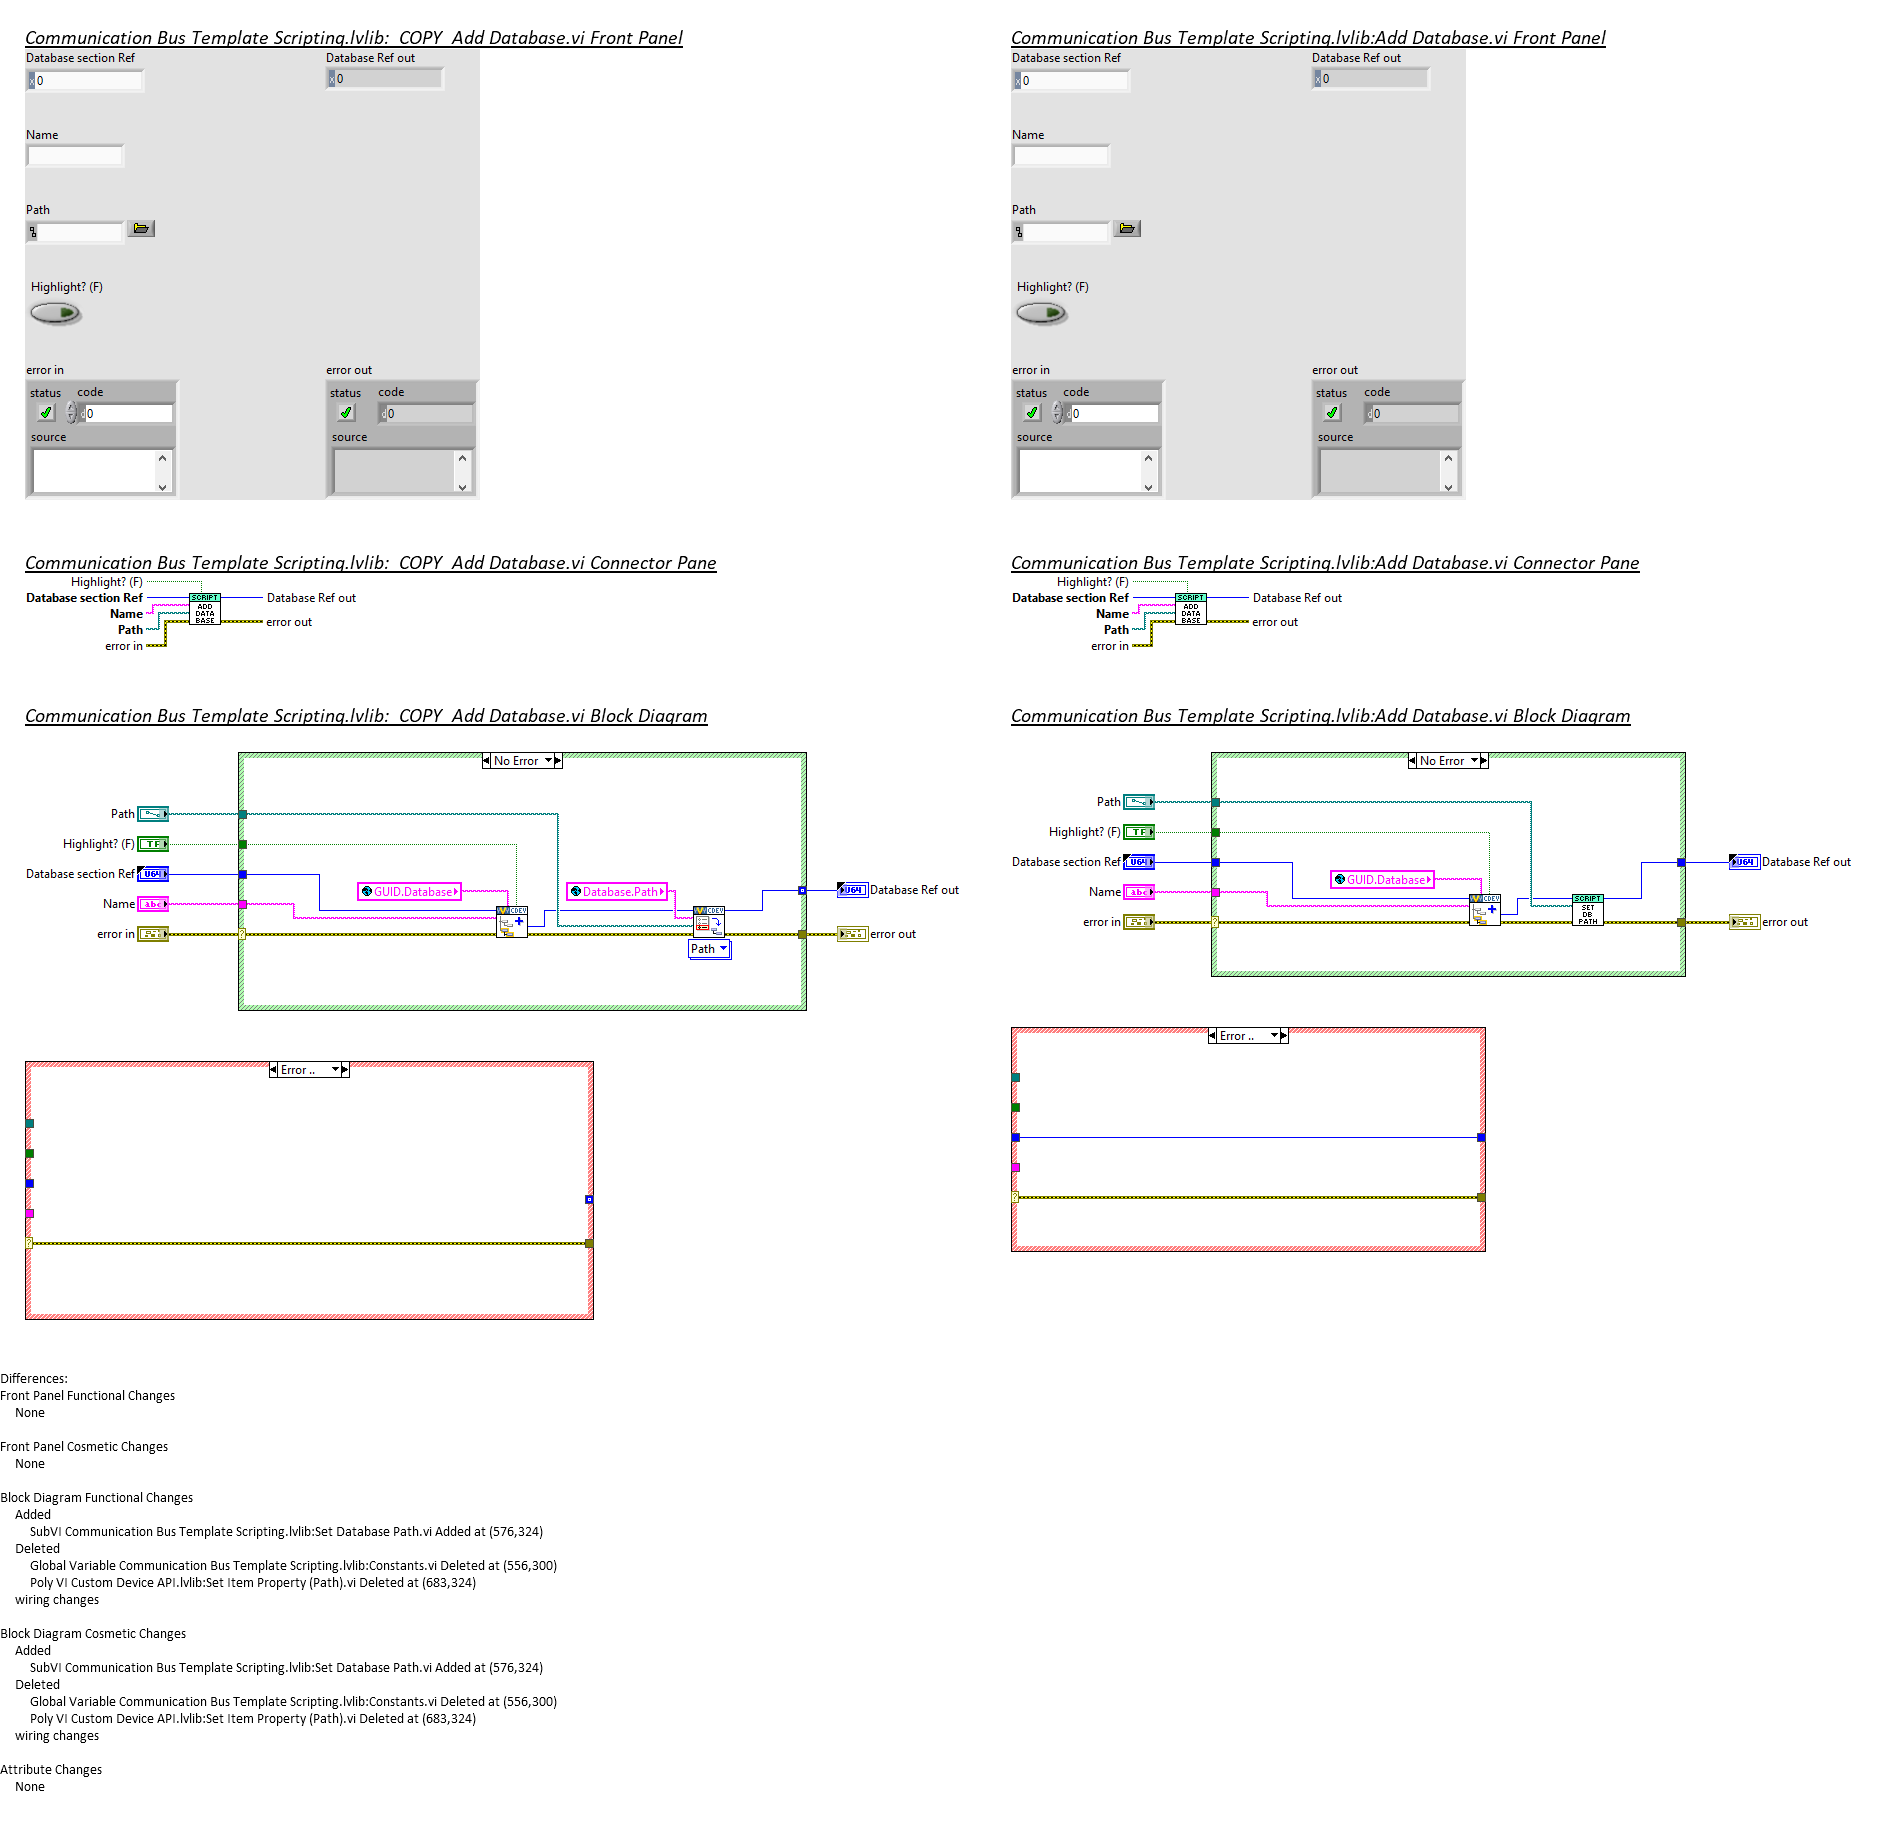 Communication Bus Template Scripting.lvlib:_COPY_Add Database.vi Front Panel
Database section Ref
Database Ref out
x 0
x 0
Name
Path
Highlight? (F)
error in
error out
status code
status code
d 0
d 0
source
source
Communication Bus Template Scripting.lvlib:Add Database.vi Front Panel
Database section Ref
Database Ref out
x 0
x 0
Name
Path
Highlight? (F)
error in
error out
status code
status code
d 0
d 0
source
source
Communication Bus Template Scripting.lvlib:_COPY_Add Database.vi Connector Pane
Highlight? (F)
Database section Ref
Name
Path
error in
SCRIPT
ADD
DATA
BASE
Database Ref out
error out
Communication Bus Template Scripting.lvlib:Add Database.vi Connector Pane
Highlight? (F)
Database section Ref
Name
Path
error in
SCRIPT
ADD
DATA
BASE
Database Ref out
error out
Communication Bus Template Scripting.lvlib:_COPY_Add Database.vi Block Diagram
No Error
Path
Highlight? (F) TF
Database section Ref U64
Name abc
error in
?
GUID.Database
CDEV
Database.Path
CDEV
Path
U64 Database Ref out
error out
Error ..
?
Communication Bus Template Scripting.lvlib:Add Database.vi Block Diagram
No Error
Path
Highlight? (F) TF
Database section Ref U64
Name abc
error in
?
GUID.Database
CDEV
SCRIPT
SET
DB
PATH
U64 Database Ref out
error out
Error ..
?
Differences:
Front Panel Functional Changes
None
Front Panel Cosmetic Changes
None
Block Diagram Functional Changes
Added
SubVI Communication Bus Template Scripting.lvlib:Set Database Path.vi Added at (576,324)
Deleted
Global Variable Communication Bus Template Scripting.lvlib:Constants.vi Deleted at (556,300)
Poly VI Custom Device API.lvlib:Set Item Property (Path).vi Deleted at (683,324)
wiring changes
Block Diagram Cosmetic Changes
Added
SubVI Communication Bus Template Scripting.lvlib:Set Database Path.vi Added at (576,324)
Deleted
Global Variable Communication Bus Template Scripting.lvlib:Constants.vi Deleted at (556,300)
Poly VI Custom Device API.lvlib:Set Item Property (Path).vi Deleted at (683,324)
wiring changes
Attribute Changes
None